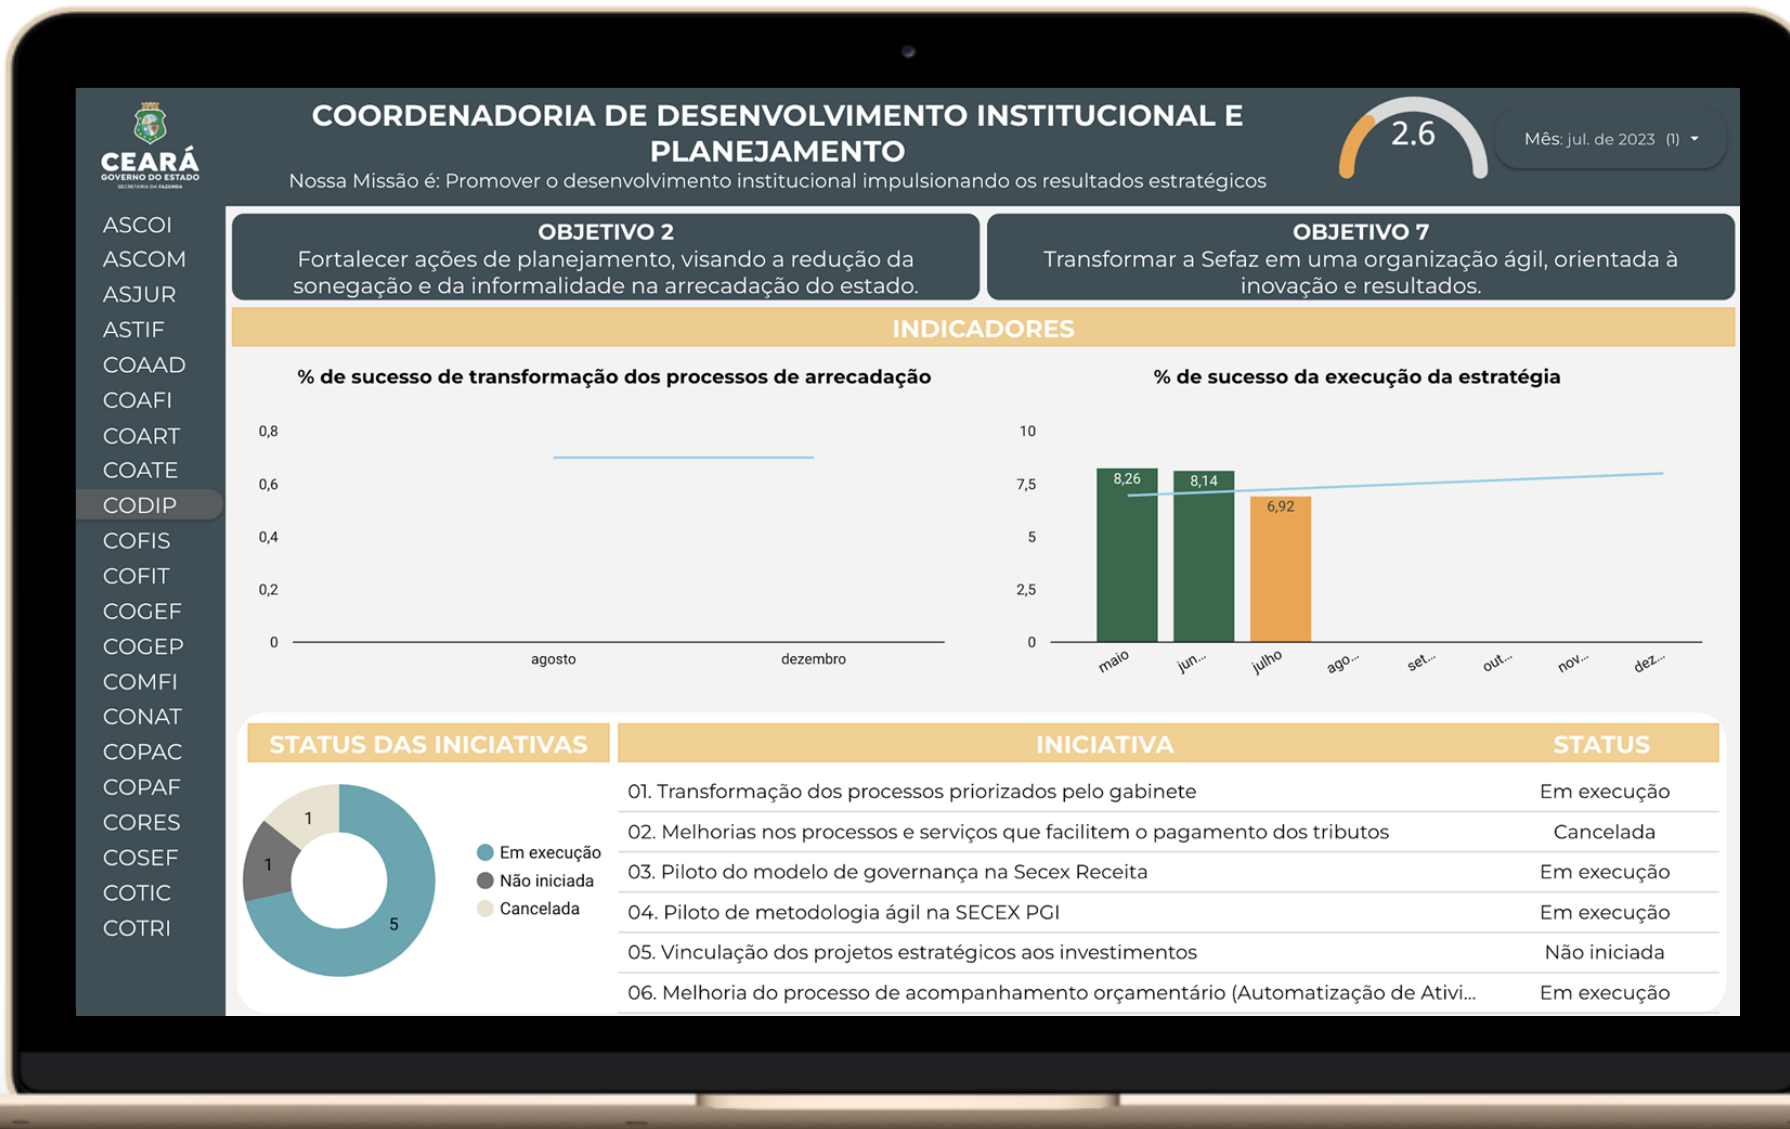 CEARÁ
GOVERNO DO ESTADO
SECRETARIA DA FAZENDA
COORDENADORIA DE DESENVOLVIMENTO INSTITUCIONAL E
PLANEJAMENTO
Nossa Missão é: Promover o desenvolvimento institucional impulsionando os resultados estratégicos
2.6
Mês: jul. de 2023 (1)
ASCOI
ASCOM
ASJUR
ASTIF
COAAD
COAFI
COART
COATE
CODIP
COFIS
COFIT
COGEF
COGEP
COMFI
CONAT
COPAC
COPAF
CORES
COSEF
COTIC
COTRI
OBJETIVO 2
Fortalecer ações de planejamento, visando a redução da
sonegação e da informalidade na arrecadação do estado.
OBJETIVO 7
Transformar a Sefaz em uma organização ágil, orientada à
inovação e resultados.
INDICADORES
% de sucesso de transformação dos processos de arrecadação
0,8
0,6
0,4
0,2
0
agosto dezembro
% de sucesso da execução da estratégia
10
7,5
5
2,5
0
8,26 8,14 6,92
maio jun... julho ago... set... out... nov... dez...
STATUS DAS INICIATIVAS
1
1
5
Em execução
Não iniciada
Cancelada
INICIATIVA STATUS
01. Transformação dos processos priorizados pelo gabinete Em execução
02. Melhorias nos processos e serviços que facilitem o pagamento dos tributos Cancelada
03. Piloto do modelo de governança na Secex Receita Em execução
04. Piloto de metodologia ágil na SECEX PGI Em execução
05. Vinculação dos projetos estratégicos aos investimentos Não iniciada
06. Melhoria do processo de acompanhamento orçamentário (Automatização de Ativi... Em execução